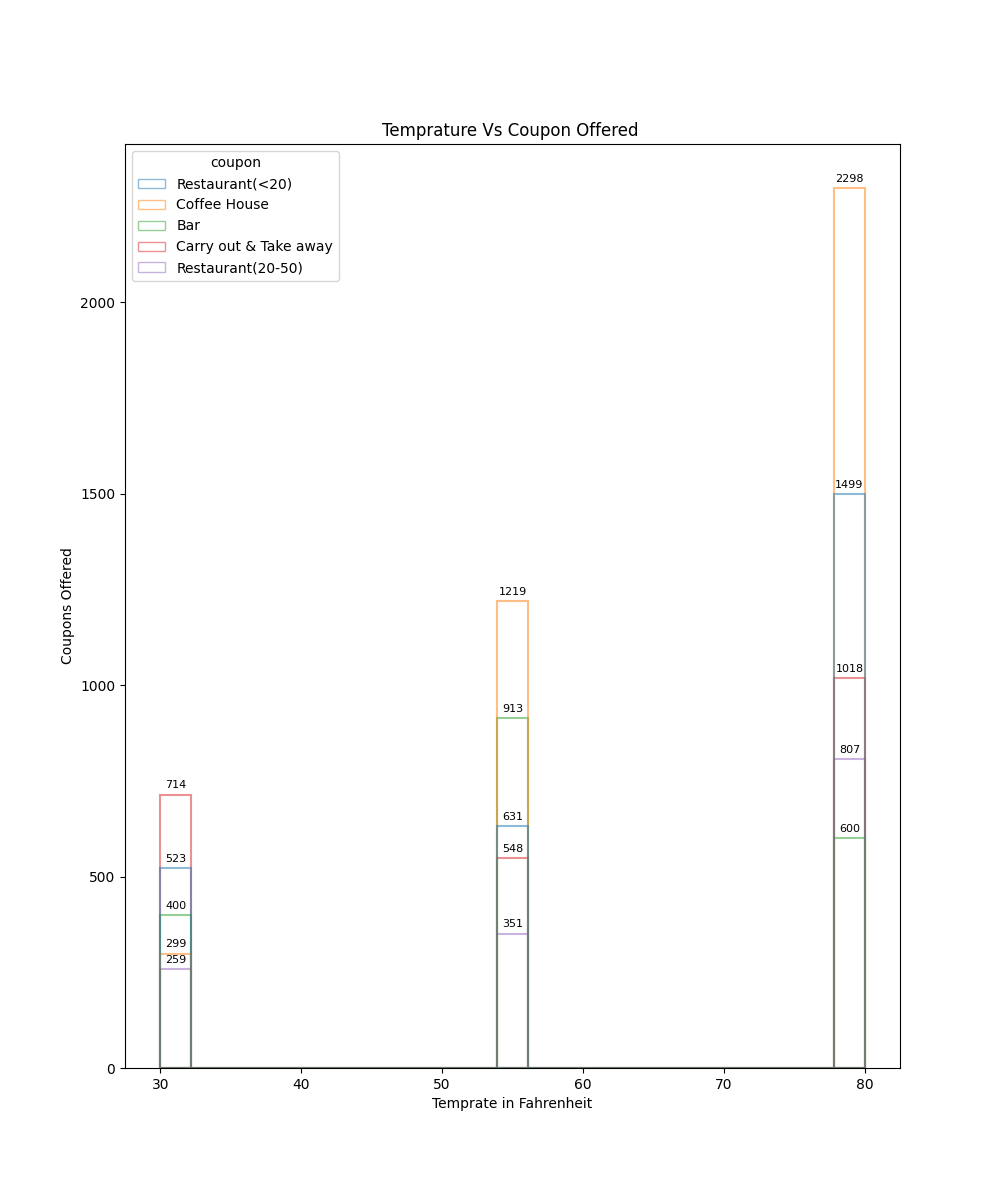 Temprature Vs Coupon Offered
coupon
Restaurant(<20)
Coffee House
Bar
Carry out & Take away
Restaurant(20-50)
2298
1499
1018
807
600
1219
913
631
548
351
714
523
400
299
259
2000
1500
1000
500
0
Coupons Offered
30 40 50 60 70 80
Temprate in Fahrenheit